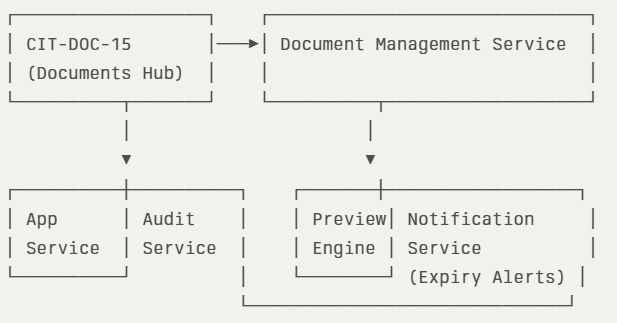 CIT-DOC-15
(Documents Hub)
Document Management Service
App
Service
Audit
Service
Preview
Engine
Notification
Service
(Expiry Alerts)